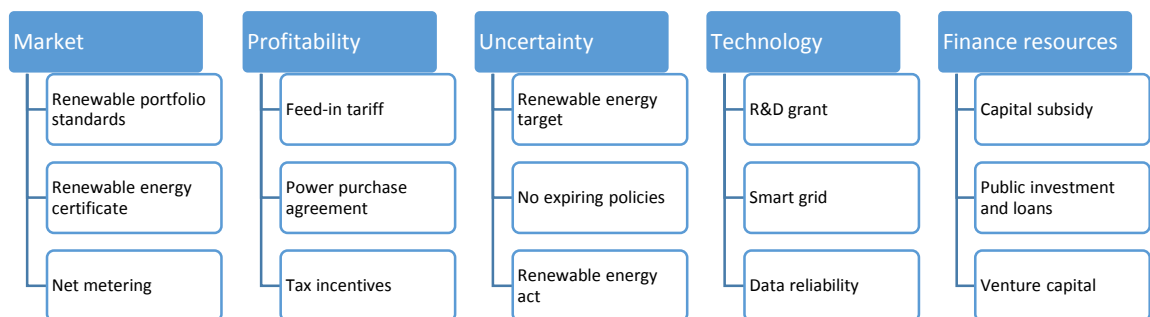 Market
Renewable portfolio
standards
Renewable energy
certificate
Net metering
Profitability
Feed-in tariff
Power purchase
agreement
Tax incentives
Uncertainty
Renewable energy
target
No expiring policies
Renewable energy
act
Technology
R&D grant
Smart grid
Data reliability
Finance resources
Capital subsidy
Public investment
and loans
Venture capital